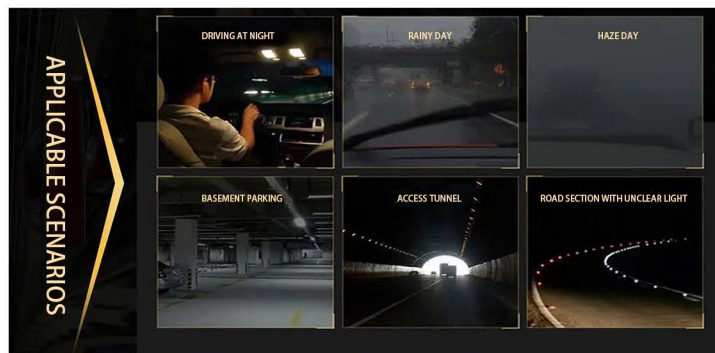 APPLICABLE SCENARIOS
DRIVING AT NIGHT
RAINY DAY
HAZE DAY
BASEMENT PARKING
ACCESS TUNNEL
ROAD SECTION WITH UNCLEAR LIGHT